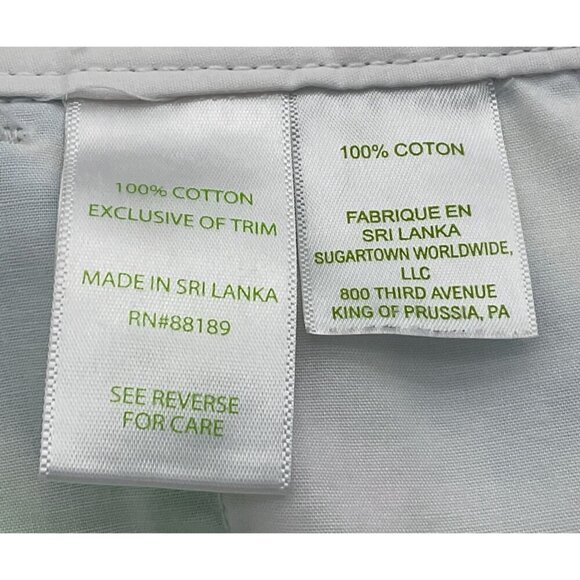 100% COTTON
EXCLUSIVE OF TRIM
MADE IN SRI LANKA
RN#88189
SEE REVERSE
FOR CARE
100% COTON
FABRIQUE EN
SRI LANKA
SUGARTOWN WORLDWIDE,
LLC
800 THIRD AVENUE
KING OF PRUSSIA, PA